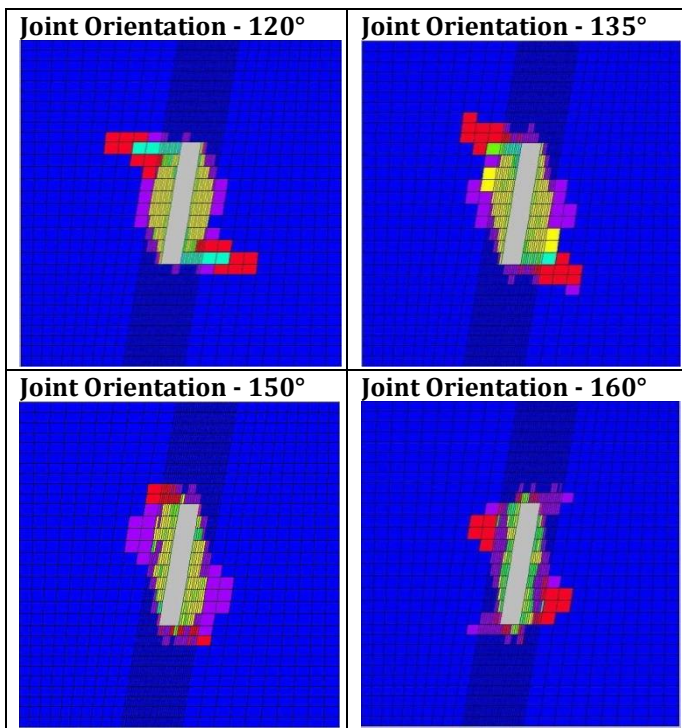 Joint Orientation - 120°
Joint Orientation - 135°
Joint Orientation - 150°
Joint Orientation - 160°